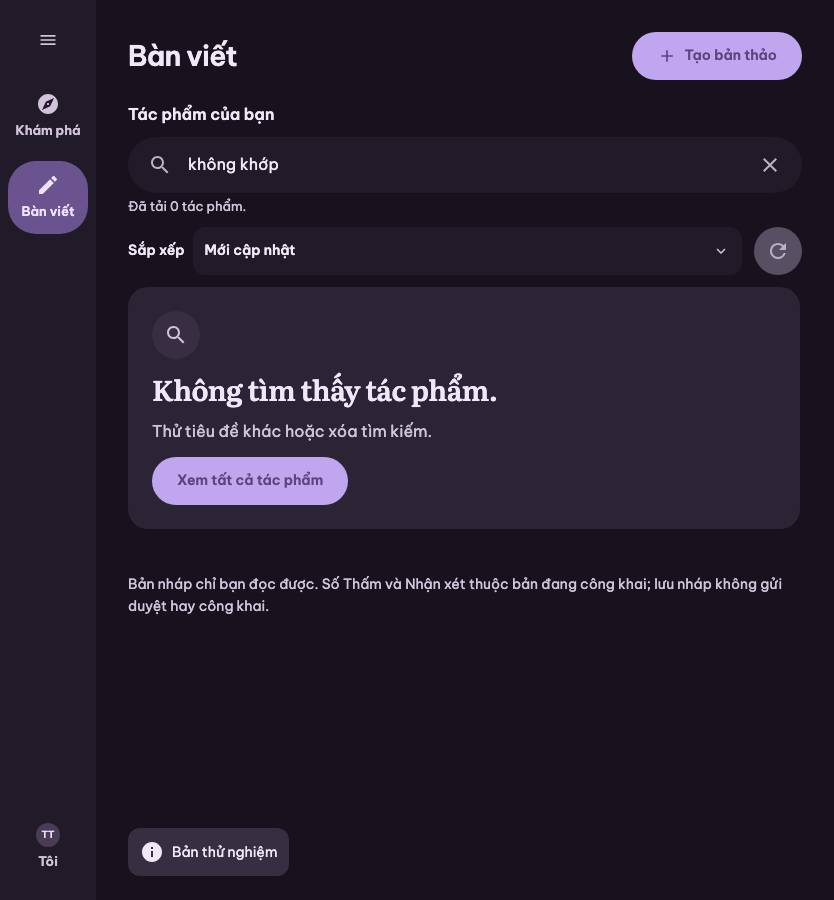 Bàn viết
Tạo bản thảo
Khám phá
Bàn viết
Tác phẩm của bạn
không khớp
Đã tải 0 tác phẩm.
Sắp xếp
Mới cập nhật
Không tìm thấy tác phẩm.
Thử tiêu đề khác hoặc xóa tìm kiếm.
Xem tất cả tác phẩm
Bản nháp chỉ bạn đọc được. Số Thấm và Nhận xét thuộc bản đang công khai; lưu nháp không gửi
duyệt hay công khai.
TT
Tôi
Bản thử nghiệm